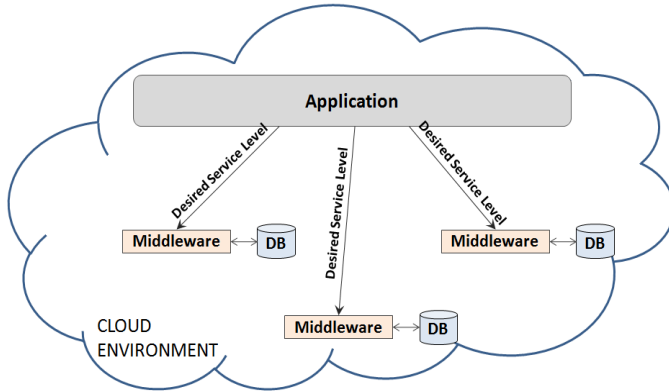 Application
Desired Service Level
Desired Service Level
Desired Service Level
Middleware
DB
Middleware
DB
Middleware
DB
CLOUD
ENVIRONMENT